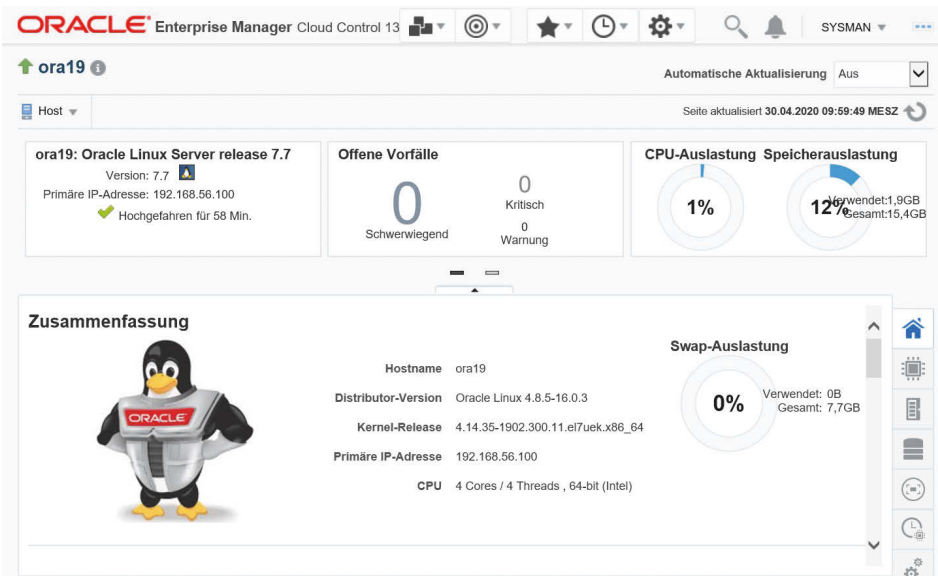 ORACLE Enterprise Manager Cloud Control 13
SYSMAN
ora19
Automatische Aktualisierung Aus
Host
Seite aktualisiert 30.04.2020 09:59:49 MESZ
ora19: Oracle Linux Server release 7.7
Version: 7.7
Primäre IP-Adresse: 192.168.56.100
Hochgefahren für 58 Min.
Offene Vorfälle
0
Schwerwiegend
0
Kritisch
0
Warnung
CPU-Auslastung Speicherauslastung
1%
12%
Verwendet:1,9GB
Gesamt:15,4GB
Zusammenfassung
ORACLE
Hostname ora19
Distributor-Version Oracle Linux 4.8.5-16.0.3
Kernel-Release 4.14.35-1902.300.11.el7uek.x86_64
Primäre IP-Adresse 192.168.56.100
CPU 4 Cores / 4 Threads , 64-bit (Intel)
Swap-Auslastung
0%
Verwendet: 0B
Gesamt: 7,7GB